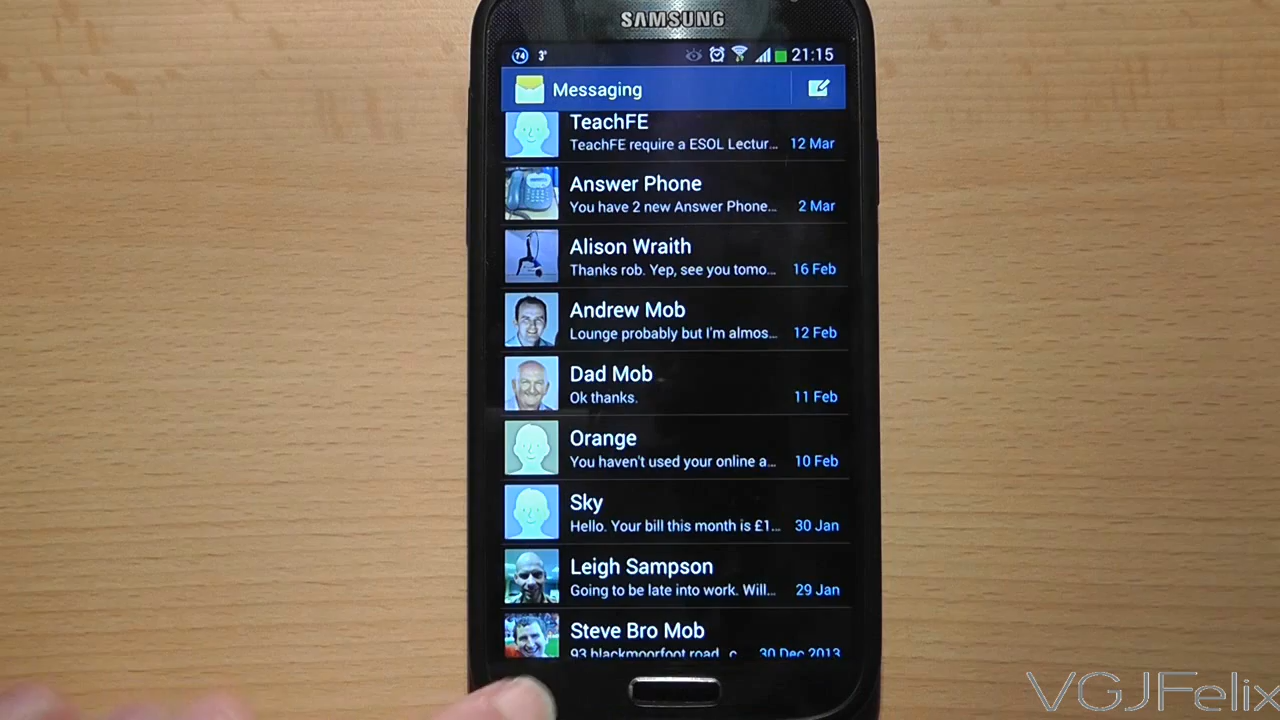 SAMSUNG
74 3° 21:15
Messaging
TeachFE
TeachFE require a ESOL Lectur... 12 Mar
Answer Phone
You have 2 new Answer Phone... 2 Mar
Alison Wraith
Thanks rob. Yep, see you tomo... 16 Feb
Andrew Mob
Lounge probably but I'm almos... 12 Feb
Dad Mob
Ok thanks. 11 Feb
Orange
You haven't used your online a... 10 Feb
Sky
Hello. Your bill this month is £1... 30 Jan
Leigh Sampson
Going to be late into work. Will... 29 Jan
Steve Bro Mob
93 blackmoorfoot road.. c 30 Dec 2013
VGJFelix